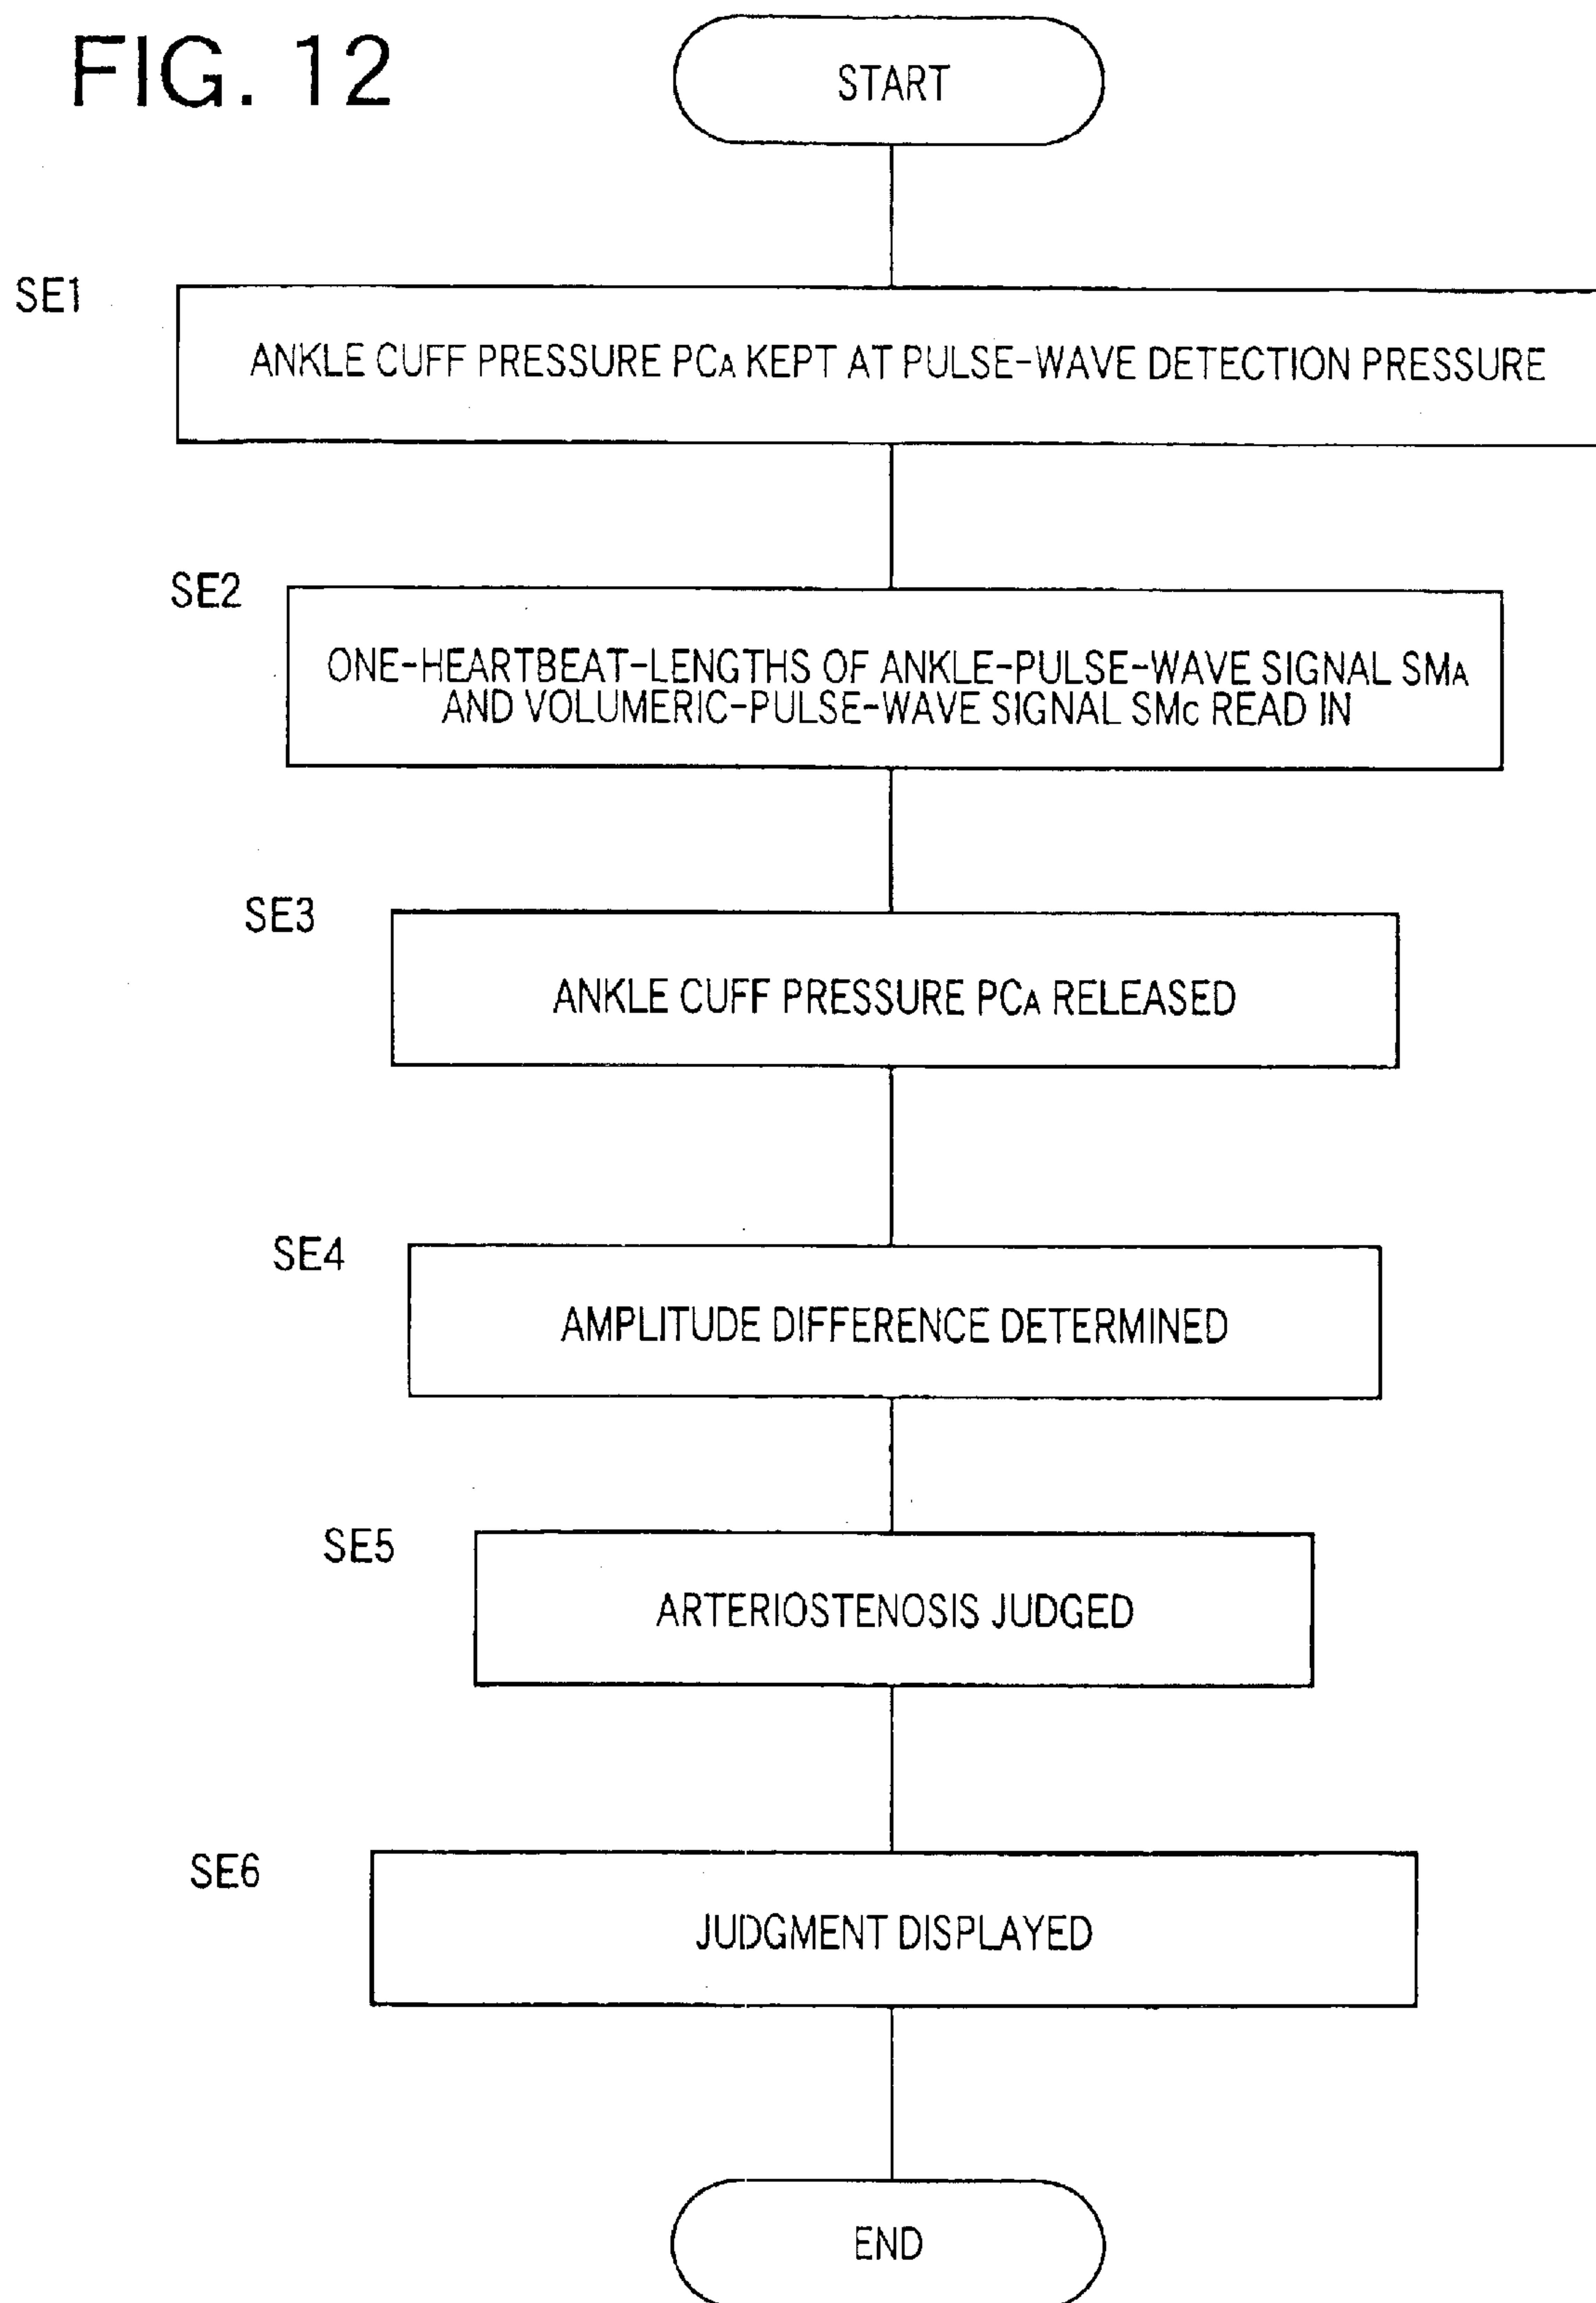 FIG. 12
START
SE1
ANKLE CUFF PRESSURE PCA KEPT AT PULSE-WAVE DETECTION PRESSURE
SE2
ONE-HEARTBEAT-LENGTHS OF ANKLE-PULSE-WAVE SIGNAL SMA
AND VOLUMERIC-PULSE-WAVE SIGNAL SMC READ IN
SE3
ANKLE CUFF PRESSURE PCA RELEASED
SE4
AMPLITUDE DIFFERENCE DETERMINED
SE5
ARTERIOSTENOSIS JUDGED
SE6
JUDGMENT DISPLAYED
END